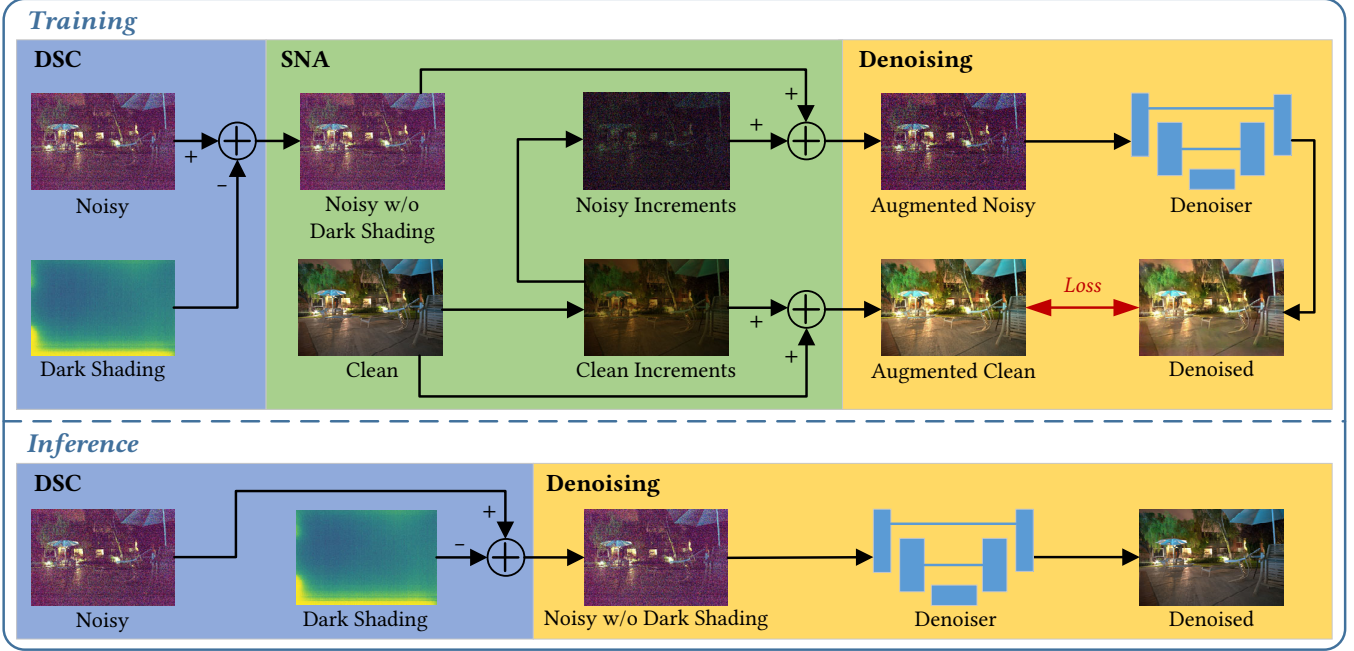 Training
DSC
SNA
Denoising
+
+
+
−
Noisy
Noisy w/o
Dark Shading
Noisy Increments
Augmented Noisy
Denoiser
Loss
+
+
Dark Shading
Clean
Clean Increments
Augmented Clean
Denoised
Inference
DSC
Denoising
+
−
Noisy
Dark Shading
Noisy w/o Dark Shading
Denoiser
Denoised